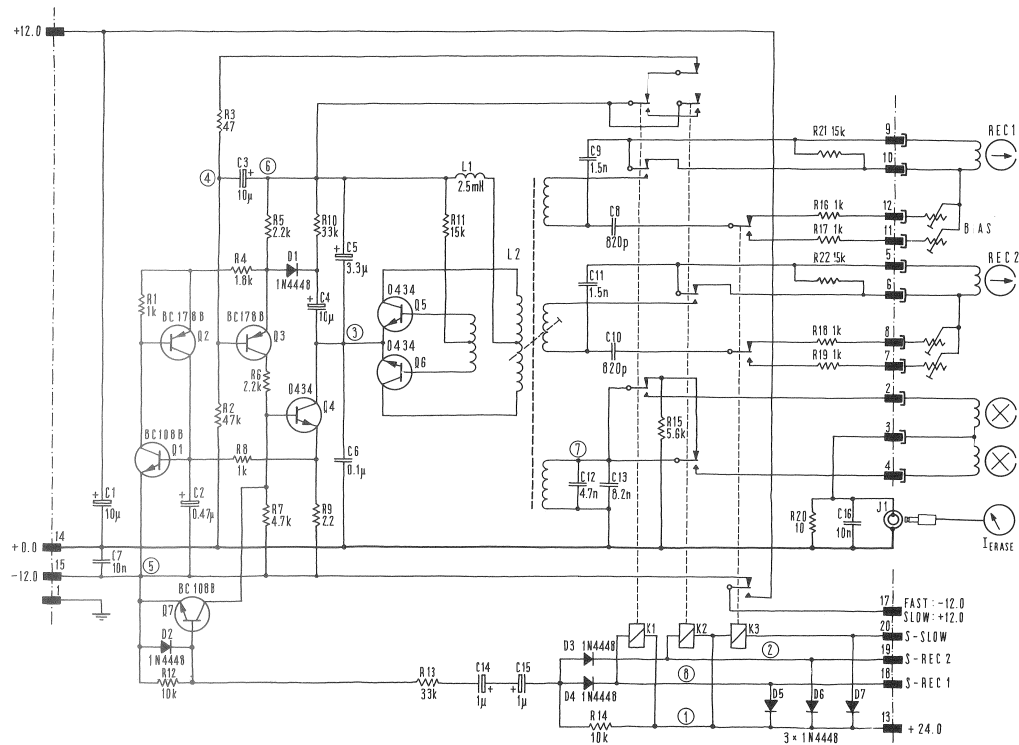 +12.0
R3
47
C3
+
10µ
4
6
R5
2.2k
R10
33k
C5
+
3.3µ
L1
2.5mH
R11
15k
L2
R4
1.8k
D1
1N4448
C4
+
10µ
3
R1
1k
BC178B
Q2
BC178B
Q3
O434
Q5
O434
Q6
R6
2.2k
O434
Q4
R2
47k
BC108B
Q1
R8
1k
C6
0.1µ
C1
+
10µ
C2
+
0.47µ
R7
4.7k
R9
2.2
14
+0.0
C7
10n
15
-12.0
5
1
BC108B
Q7
D2
1N4448
R12
10k
R13
33k
C14
+
1µ
C15
+
1µ
D3 1N4448
D4 1N4448
R14
10k
K1
K2
K3
2
8
1
D5
D6
D7
3 × 1N4448
C9
1.5n
C8
820p
C11
1.5n
C10
820p
7
C12
4.7n
C13
8.2n
R15
5.6k
R21 15k
R16 1k
R17 1k
R22 15k
R18 1k
R19 1k
R20
10
C16
10n
J1
9
10
12
11
5
6
8
7
2
3
4
REC1
BIAS
REC2
IERASE
17
FAST:-12.0
SLOW:+12.0
20
S-SLOW
19
S-REC 2
18
S-REC 1
13
+24.0